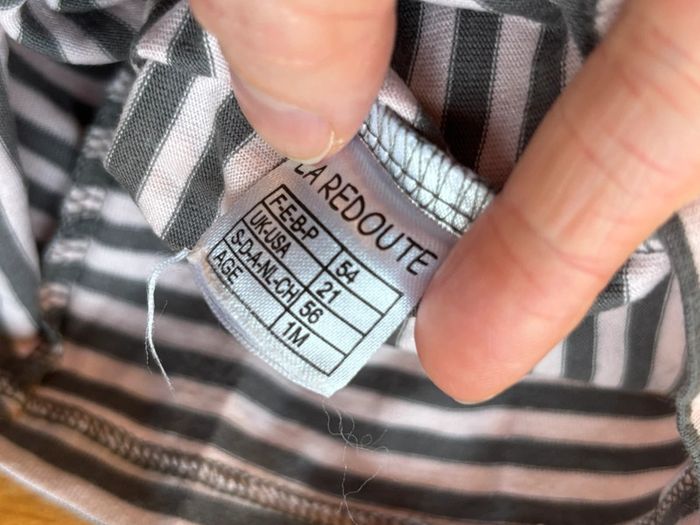 LA REDOUTE
F-E-B-P 54
UK-USA 21
S-D-A-NL-CH 56
AGE 1M